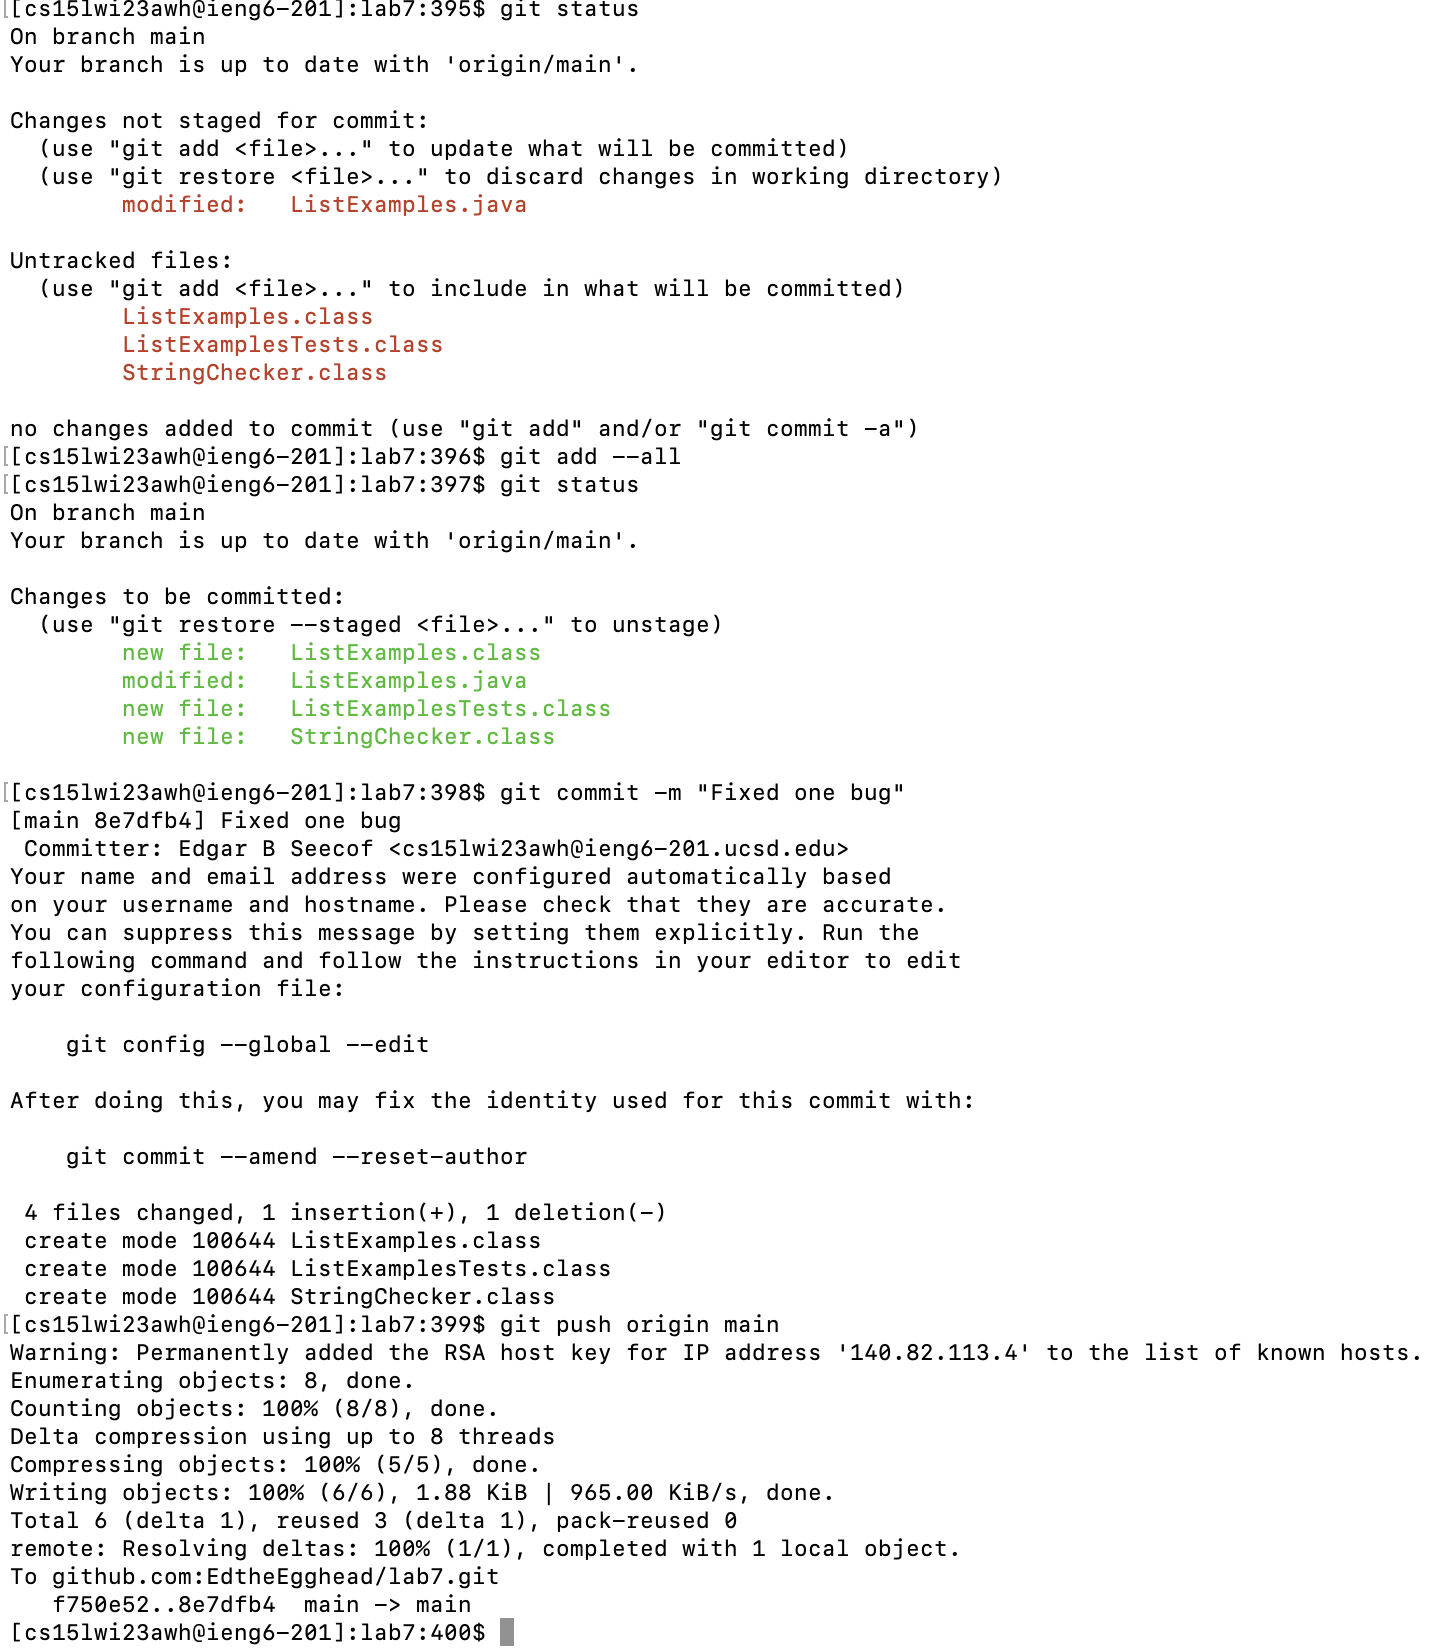 [[cs15lwi23awh@ieng6-201]:lab7:395$ git status
On branch main
Your branch is up to date with 'origin/main'.

Changes not staged for commit:
  (use "git add <file>..." to update what will be committed)
  (use "git restore <file>..." to discard changes in working directory)
        modified:   ListExamples.java

Untracked files:
  (use "git add <file>..." to include in what will be committed)
        ListExamples.class
        ListExamplesTests.class
        StringChecker.class

no changes added to commit (use "git add" and/or "git commit -a")
[[cs15lwi23awh@ieng6-201]:lab7:396$ git add --all
[[cs15lwi23awh@ieng6-201]:lab7:397$ git status
On branch main
Your branch is up to date with 'origin/main'.

Changes to be committed:
  (use "git restore --staged <file>..." to unstage)
        new file:   ListExamples.class
        modified:   ListExamples.java
        new file:   ListExamplesTests.class
        new file:   StringChecker.class

[[cs15lwi23awh@ieng6-201]:lab7:398$ git commit -m "Fixed one bug"
[main 8e7dfb4] Fixed one bug
 Committer: Edgar B Seecof <cs15lwi23awh@ieng6-201.ucsd.edu>
Your name and email address were configured automatically based
on your username and hostname. Please check that they are accurate.
You can suppress this message by setting them explicitly. Run the
following command and follow the instructions in your editor to edit
your configuration file:

    git config --global --edit

After doing this, you may fix the identity used for this commit with:

    git commit --amend --reset-author

 4 files changed, 1 insertion(+), 1 deletion(-)
 create mode 100644 ListExamples.class
 create mode 100644 ListExamplesTests.class
 create mode 100644 StringChecker.class
[[cs15lwi23awh@ieng6-201]:lab7:399$ git push origin main
Warning: Permanently added the RSA host key for IP address '140.82.113.4' to the list of known hosts.
Enumerating objects: 8, done.
Counting objects: 100% (8/8), done.
Delta compression using up to 8 threads
Compressing objects: 100% (5/5), done.
Writing objects: 100% (6/6), 1.88 KiB | 965.00 KiB/s, done.
Total 6 (delta 1), reused 3 (delta 1), pack-reused 0
remote: Resolving deltas: 100% (1/1), completed with 1 local object.
To github.com:EdtheEgghead/lab7.git
   f750e52..8e7dfb4  main -> main
[cs15lwi23awh@ieng6-201]:lab7:400$